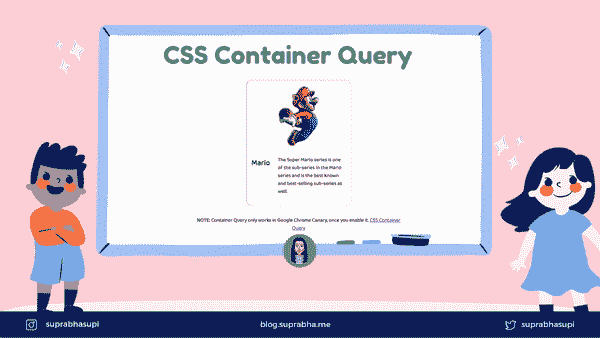 CSS Container Query
Mario
The Super Mario series is one
of the sub-series in the Mario
series and is the best known
and best-selling sub-series as
well.
NOTE: Container Query only works in Google Chrome Canary, once you enable it. CSS Container
Query
suprabhasupi
blog.suprabha.me
suprabhasupi